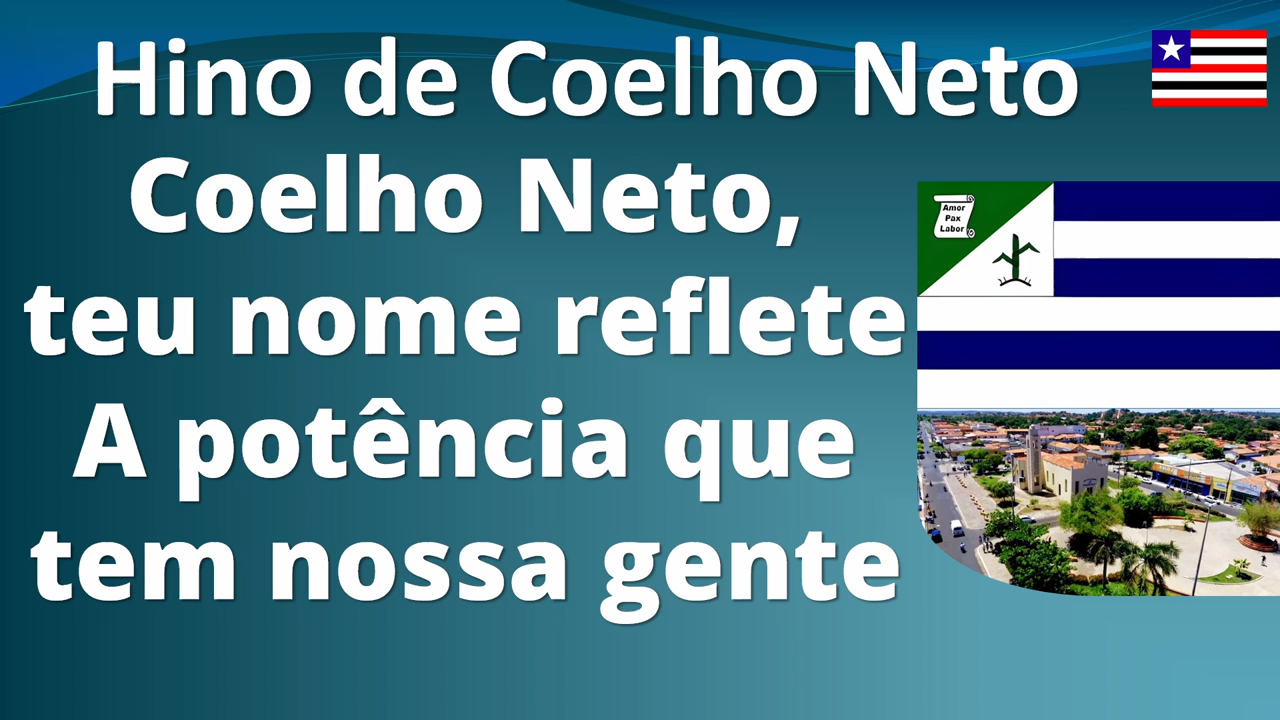 Hino de Coelho Neto
Coelho Neto,
teu nome reflete
A potência que
tem nossa gente
Amor
Pax
Labor